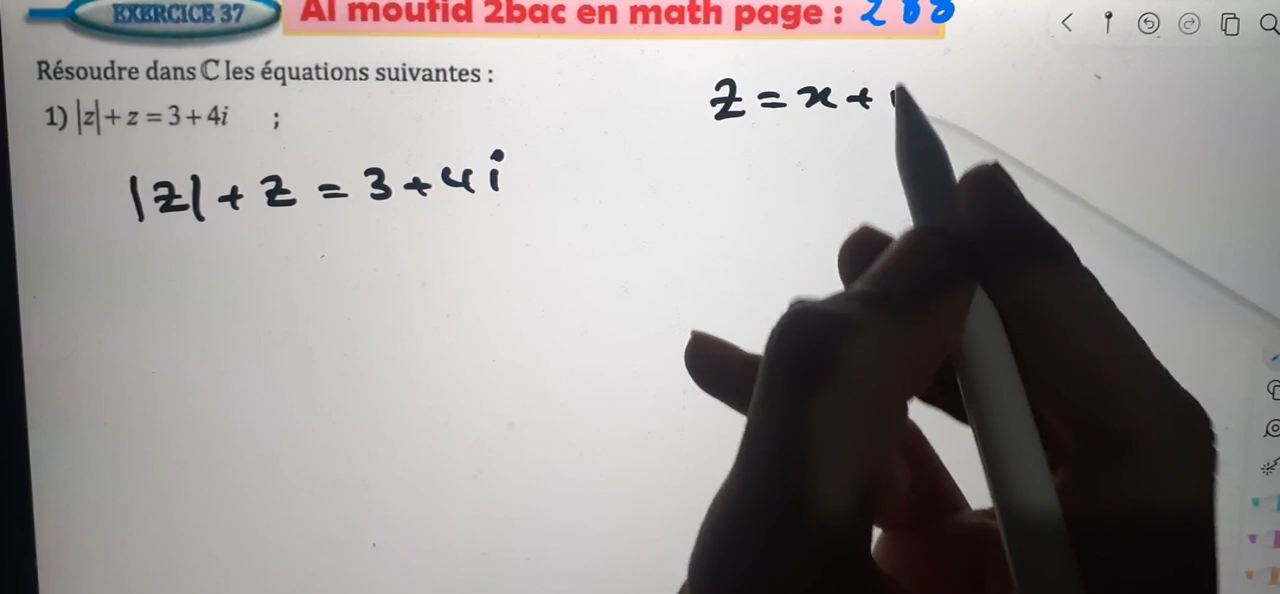 EXERCICE 37
Al moufid 2bac en math page : 288
Résoudre dans ℂ les équations suivantes :
1) |z| + z = 3 + 4i ;
z = x +
|z| + z = 3 + 4i